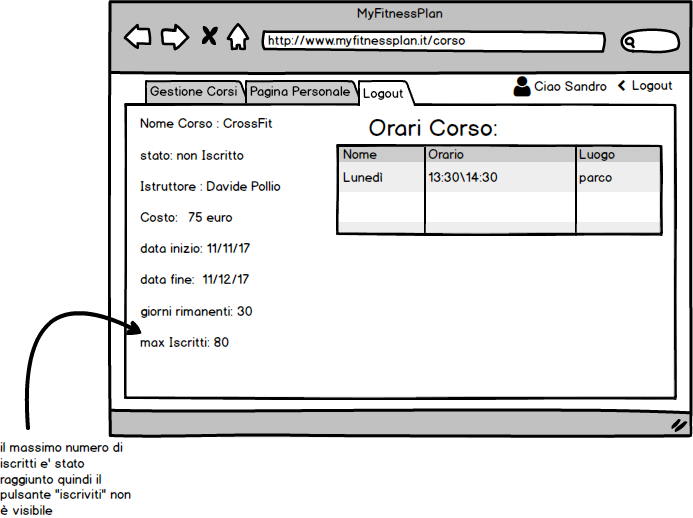 MyFitnessPlan
http://www.myfitnessplan.it/corso
Ciao Sandro Logout
Gestione Corsi Pagina Personale Logout
Nome Corso : CrossFit
stato: non Iscritto
Istruttore : Davide Pollio
Costo: 75 euro
data inizio: 11/11/17
data fine: 11/12/17
giorni rimanenti: 30
max Iscritti: 80
Orari Corso:
Nome Orario Luogo
Lunedì 13:30\14:30 parco
il massimo numero di
iscritti e' stato
raggiunto quindi il
pulsante "iscriviti" non
è visibile